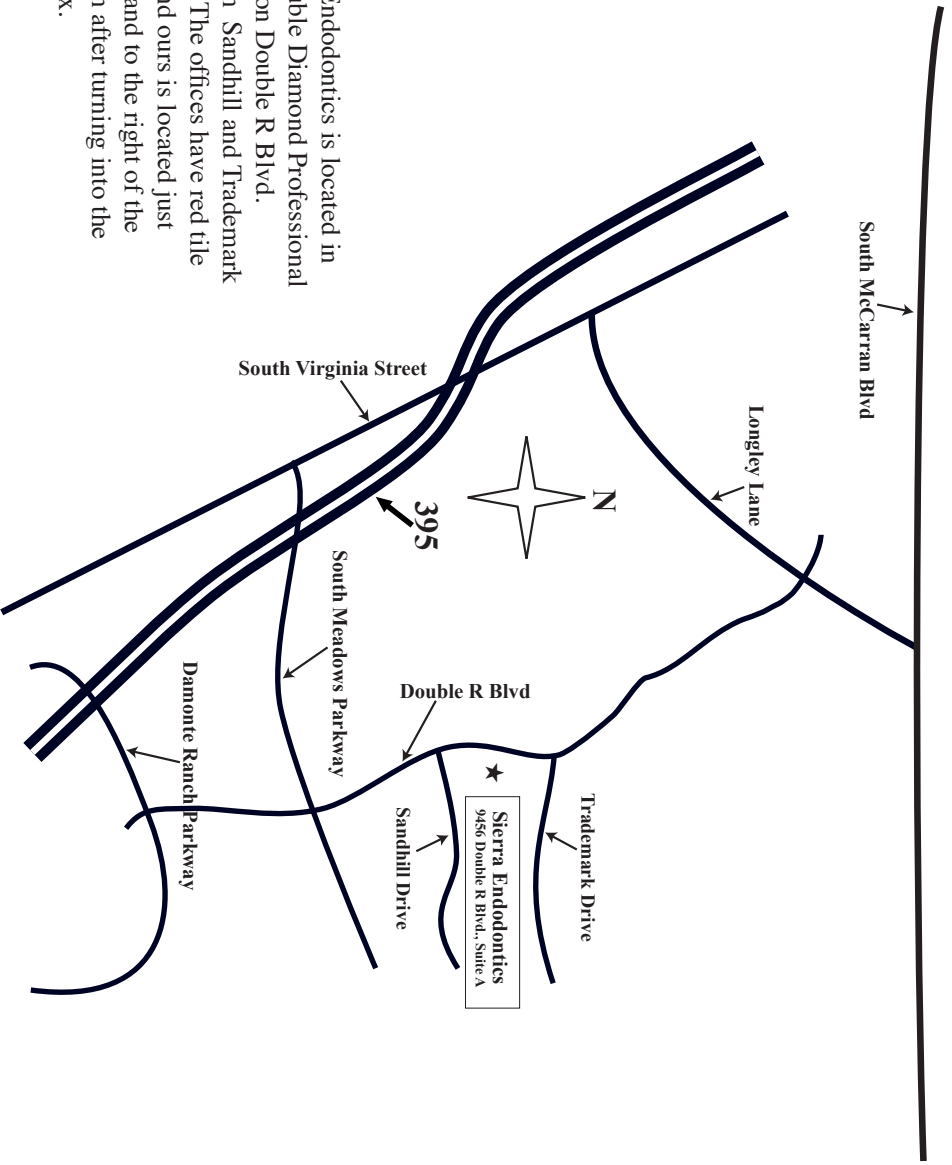 Endodontics is located in
Diamond Professional
on Double R Blvd.
Sandhill and Trademark
The offices have red tile
ours is located just
and to the right of the
after turning into the
South McCarran Blvd
Longley Lane
N
395
South Virginia Street
South Meadows Parkway
Double R Blvd
Damonte Ranch Parkway
Trademark Drive
Sierra Endodontics
9456 Double R Blvd., Suite A
Sandhill Drive